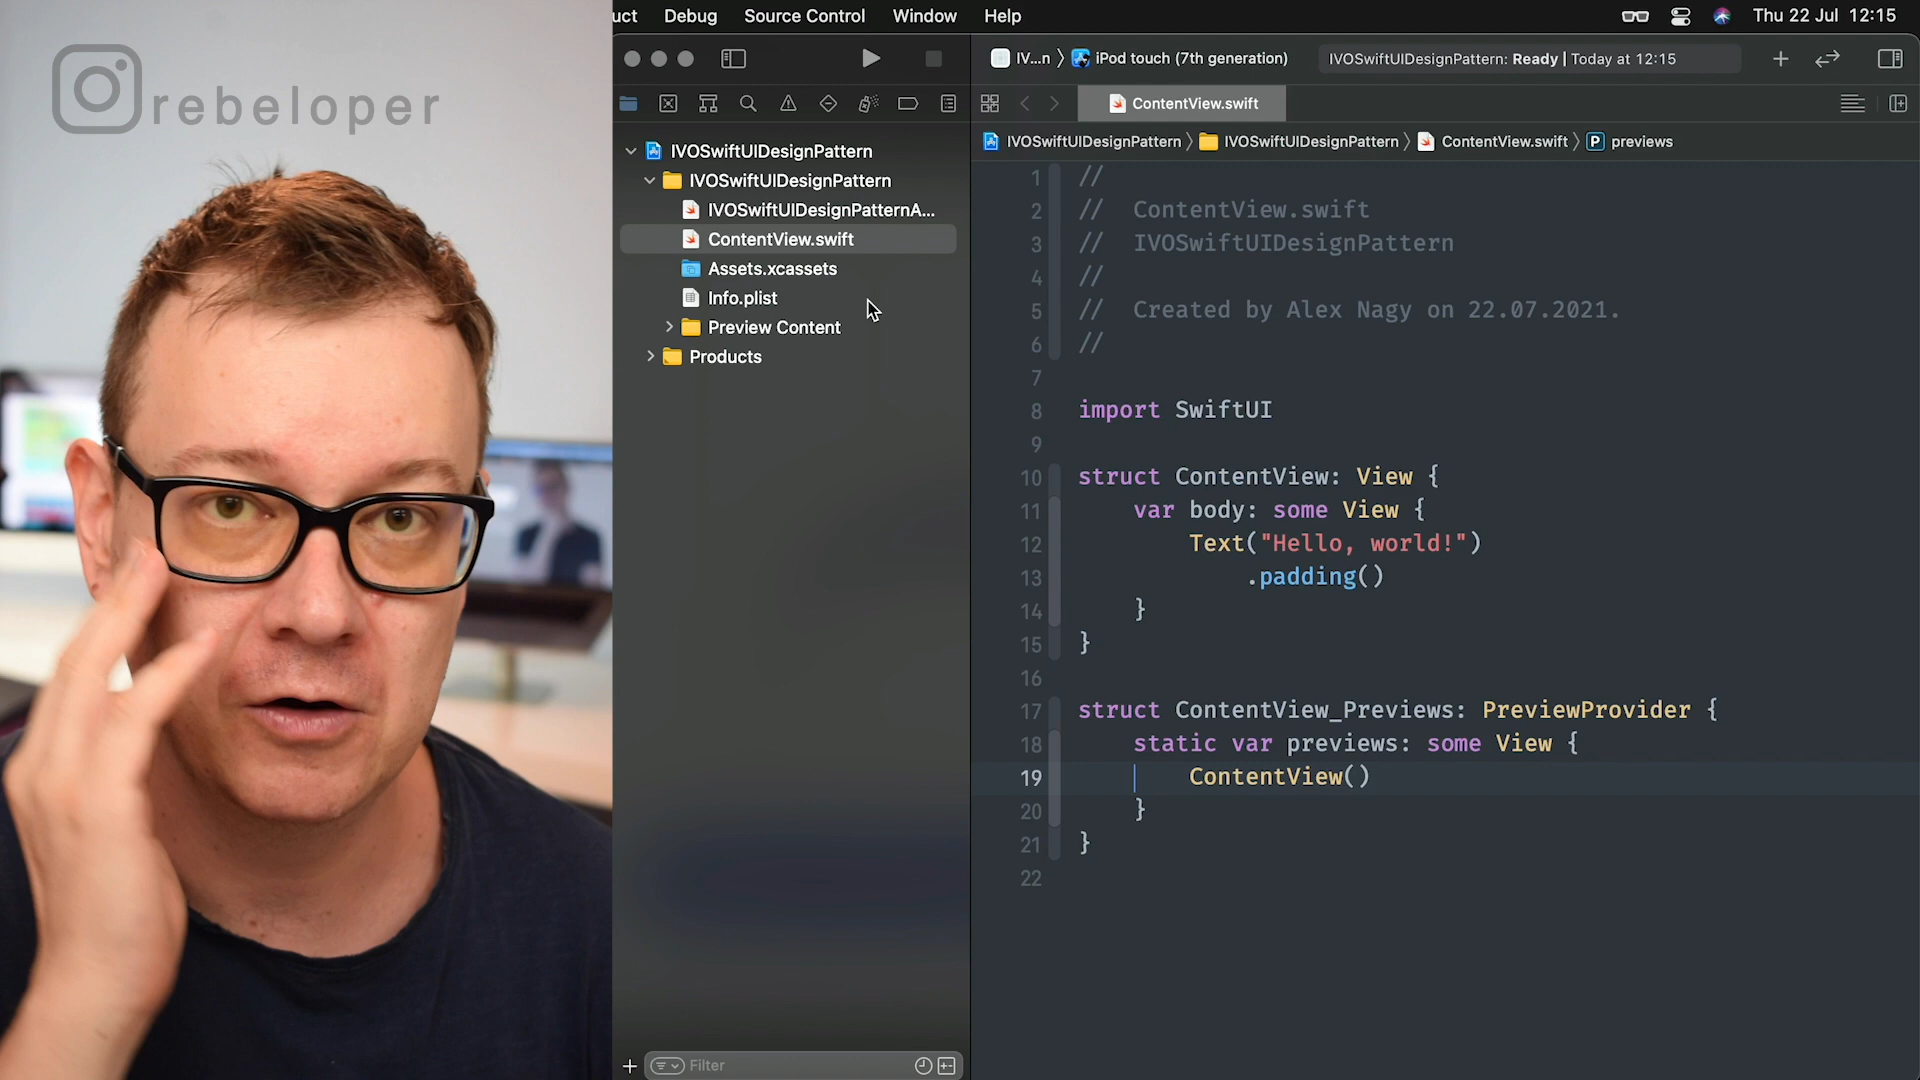 rebeloper
uct Debug Source Control Window Help Thu 22 Jul 12:15
IV...n iPod touch (7th generation) IVOSwiftUIDesignPattern: Ready | Today at 12:15
ContentView.swift
IVOSwiftUIDesignPattern IVOSwiftUIDesignPattern ContentView.swift P previews
IVOSwiftUIDesignPattern
IVOSwiftUIDesignPattern
IVOSwiftUIDesignPatternA...
ContentView.swift
Assets.xcassets
Info.plist
Preview Content
Products
Filter
1 //
2 //  ContentView.swift
3 //  IVOSwiftUIDesignPattern
4 //
5 //  Created by Alex Nagy on 22.07.2021.
6 //
7
8 import SwiftUI
9
10 struct ContentView: View {
11     var body: some View {
12         Text("Hello, world!")
13             .padding()
14     }
15 }
16
17 struct ContentView_Previews: PreviewProvider {
18     static var previews: some View {
19         ContentView()
20     }
21 }
22